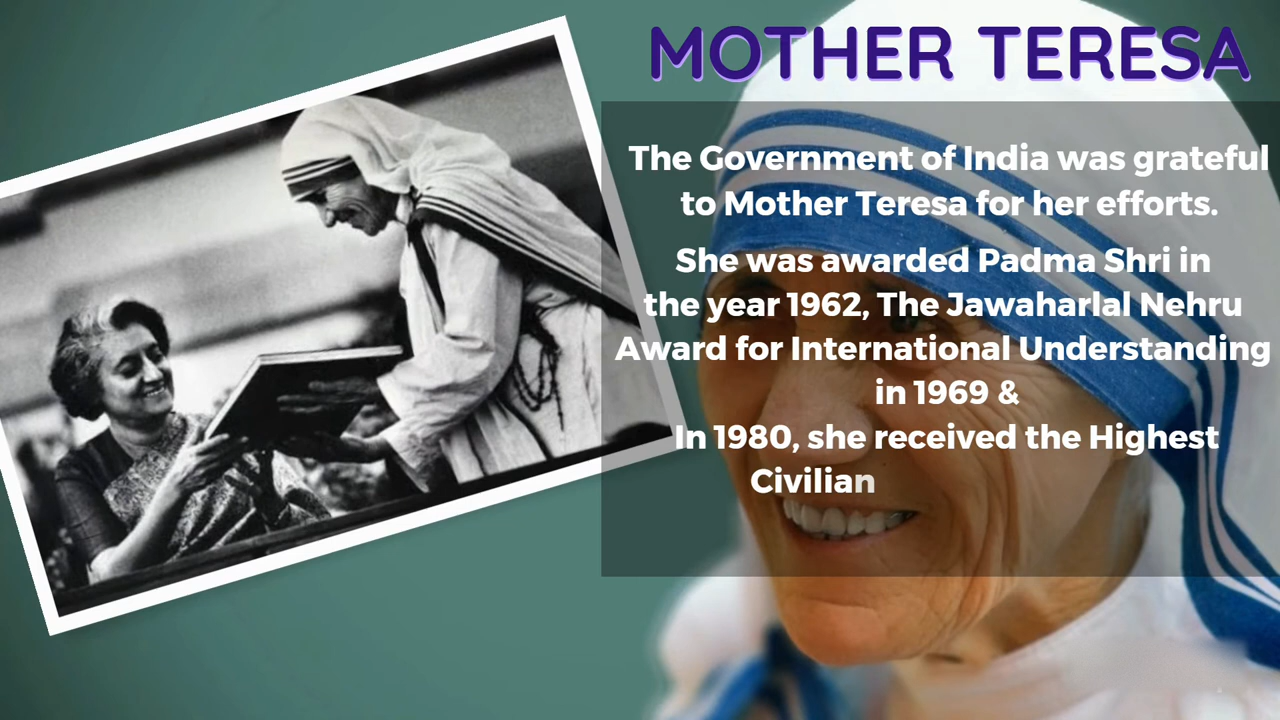 MOTHER TERESA
The Government of India was grateful
to Mother Teresa for her efforts.
She was awarded Padma Shri in
the year 1962, The Jawaharlal Nehru
Award for International Understanding
in 1969 &
In 1980, she received the Highest
Civilian